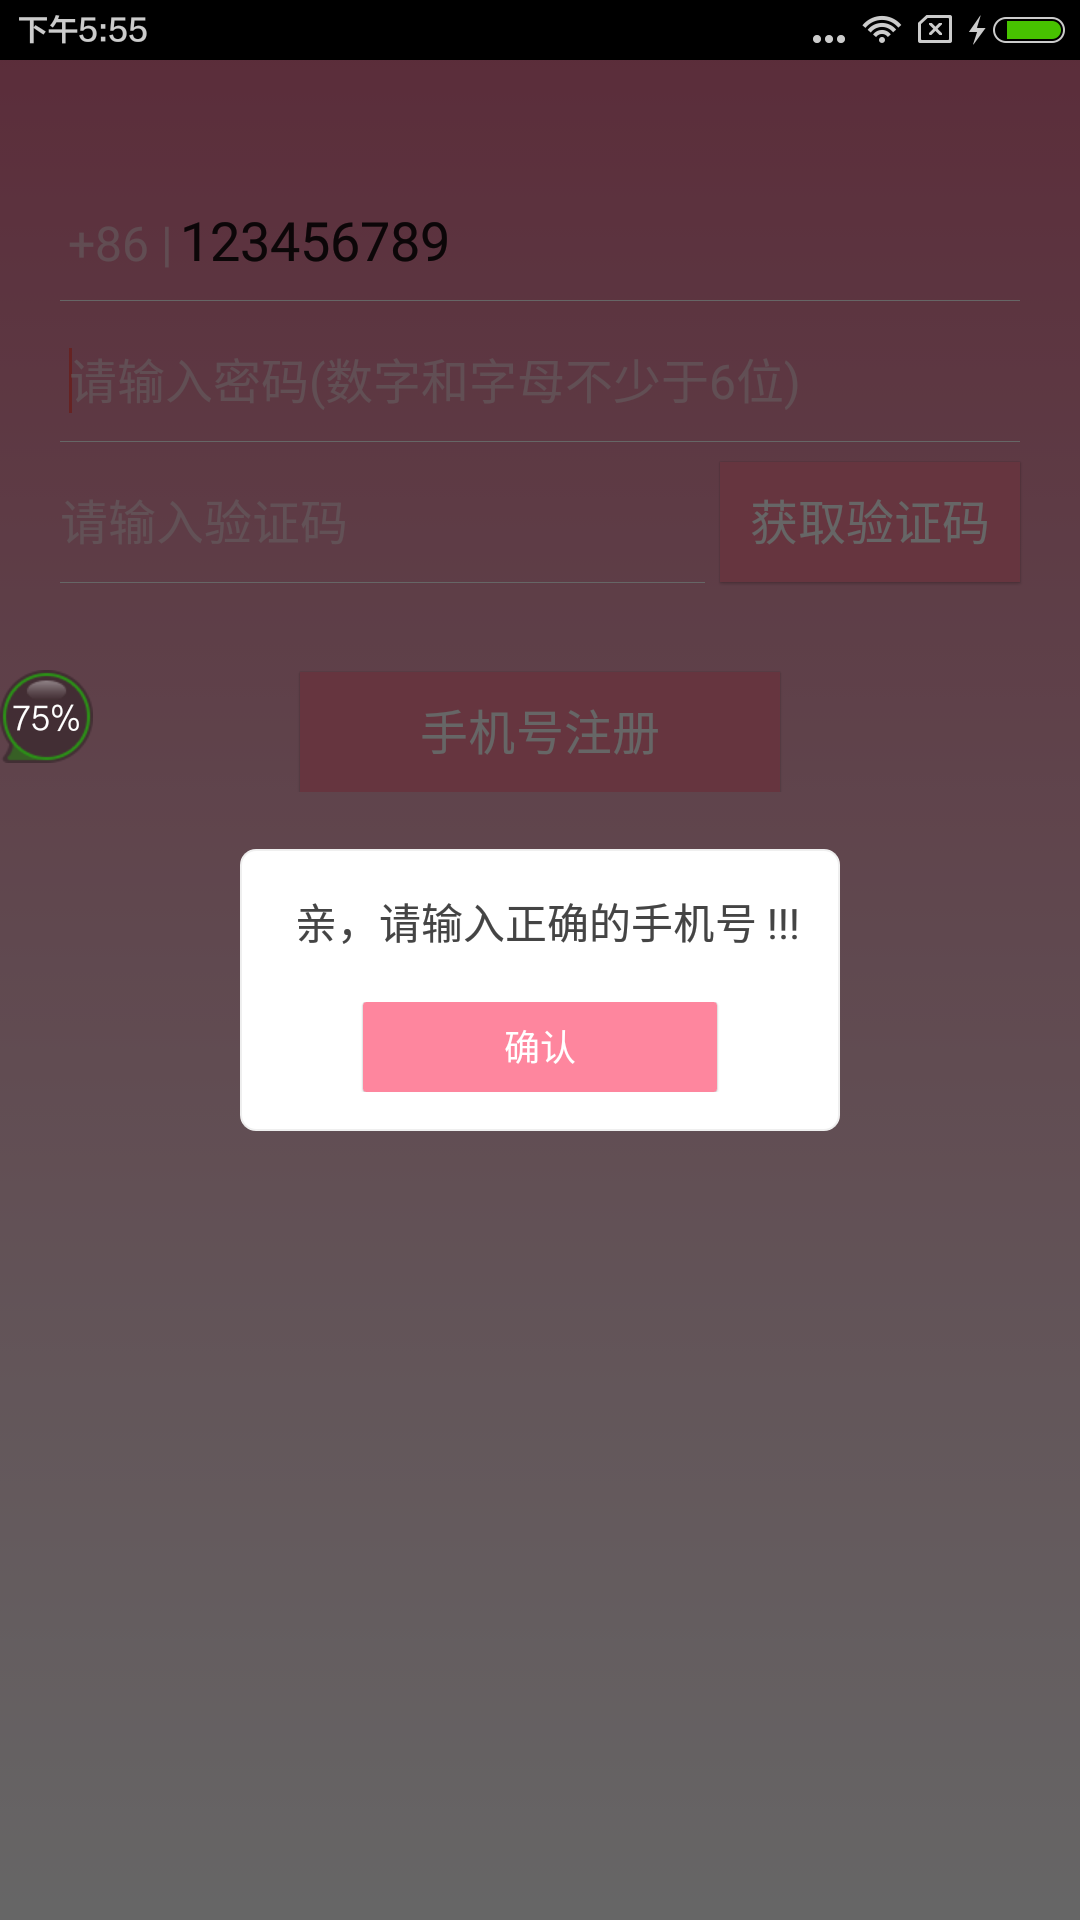 下午5:55
+86 | 123456789
请输入密码(数字和字母不少于6位)
请输入验证码
获取验证码
75%
手机号注册
亲，请输入正确的手机号 !!!
确认